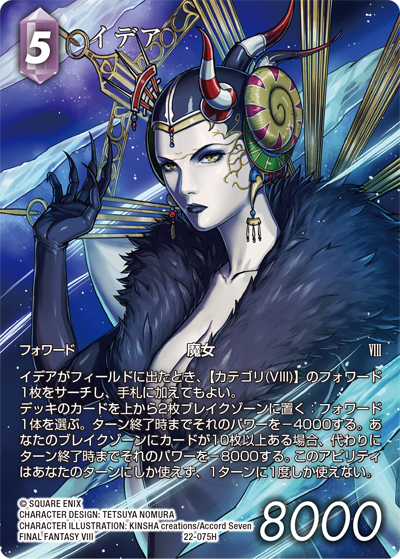 5 イデア
フォワード 魔女 VIII
イデアがフィールドに出たとき、【カテゴリ(VIII)】のフォワード
1枚をサーチし、手札に加えてもよい。
デッキのカードを上から2枚ブレイクゾーンに置く：フォワード
1体を選ぶ。ターン終了時までそれのパワーを－4000する。あ
なたのブレイクゾーンにカードが10枚以上ある場合、代わりに
ターン終了時までそれのパワーを－8000する。このアビリティ
はあなたのターンにしか使えず、1ターンに1度しか使えない。
© SQUARE ENIX
CHARACTER DESIGN: TETSUYA NOMURA
CHARACTER ILLUSTRATION: KINSHA creations/Accord Seven
FINAL FANTASY VIII 22-075H
8000